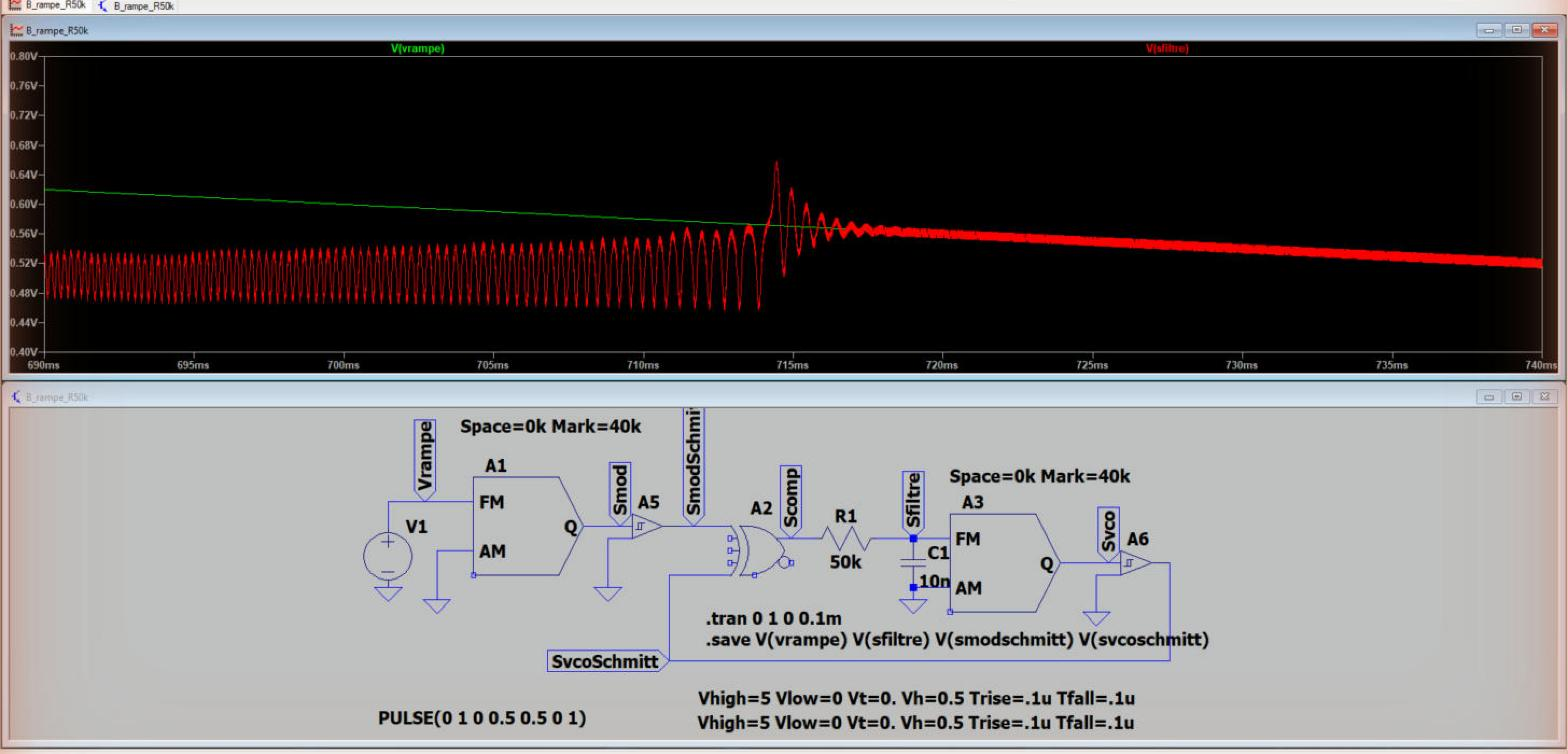 B_rampe_R50k B_rampe_R50k
B_rampe_R50k
V(vrampe) V(sfiltre)
0.80V
0.76V
0.72V
0.68V
0.64V
0.60V
0.56V
0.52V
0.48V
0.44V
0.40V
690ms 695ms 700ms 705ms 710ms 715ms 720ms 725ms 730ms 735ms 740ms
B_rampe_R50k
Space=0k Mark=40k
Vrampe
A1
FM
AM
Q
V1
Smod
A5
SmodSchmi
A2
Scomp
R1
50k
Sfiltre
C1
10n
Space=0k Mark=40k
A3
FM
AM
Q
Svco
A6
.tran 0 1 0 0.1m
.save V(vrampe) V(sfiltre) V(smodschmitt) V(svcoschmitt)
SvcoSchmitt
Vhigh=5 Vlow=0 Vt=0. Vh=0.5 Trise=.1u Tfall=.1u
PULSE(0 1 0 0.5 0.5 0 1)
Vhigh=5 Vlow=0 Vt=0. Vh=0.5 Trise=.1u Tfall=.1u